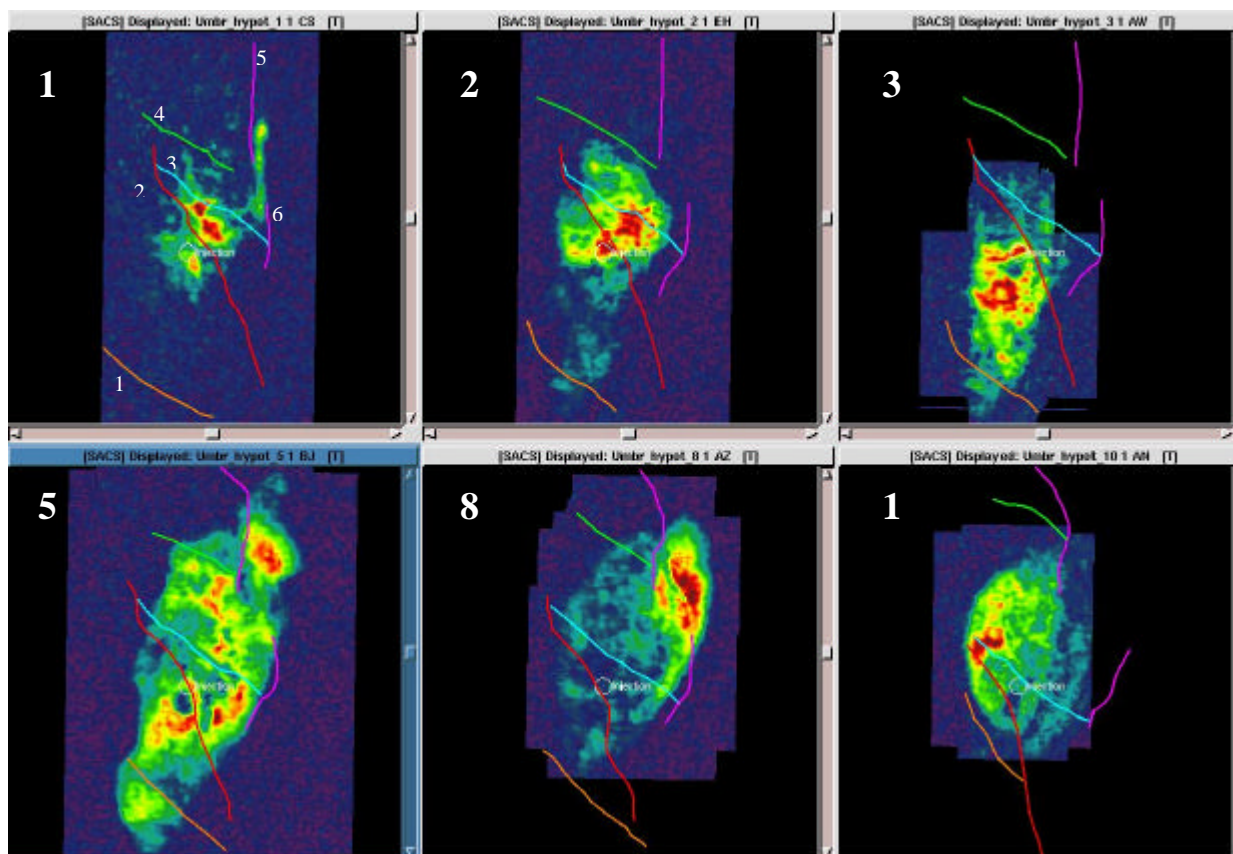 [SACS] Displayed: Umbr_hypot_1 1 CS [T]
[SACS] Displayed: Umbr_hypot_2 1 EH [T]
[SACS] Displayed: Umbr_hypot_3 1 AW [T]
1
5
4
3
2
6
Injection
1
2
Injection
3
Injection
[SACS] Displayed: Umbr_hypot_5 1 BJ [T]
[SACS] Displayed: Umbr_hypot_8 1 AZ [T]
[SACS] Displayed: Umbr_hypot_10 1 AN [T]
5
Injection
8
Injection
1
Injection